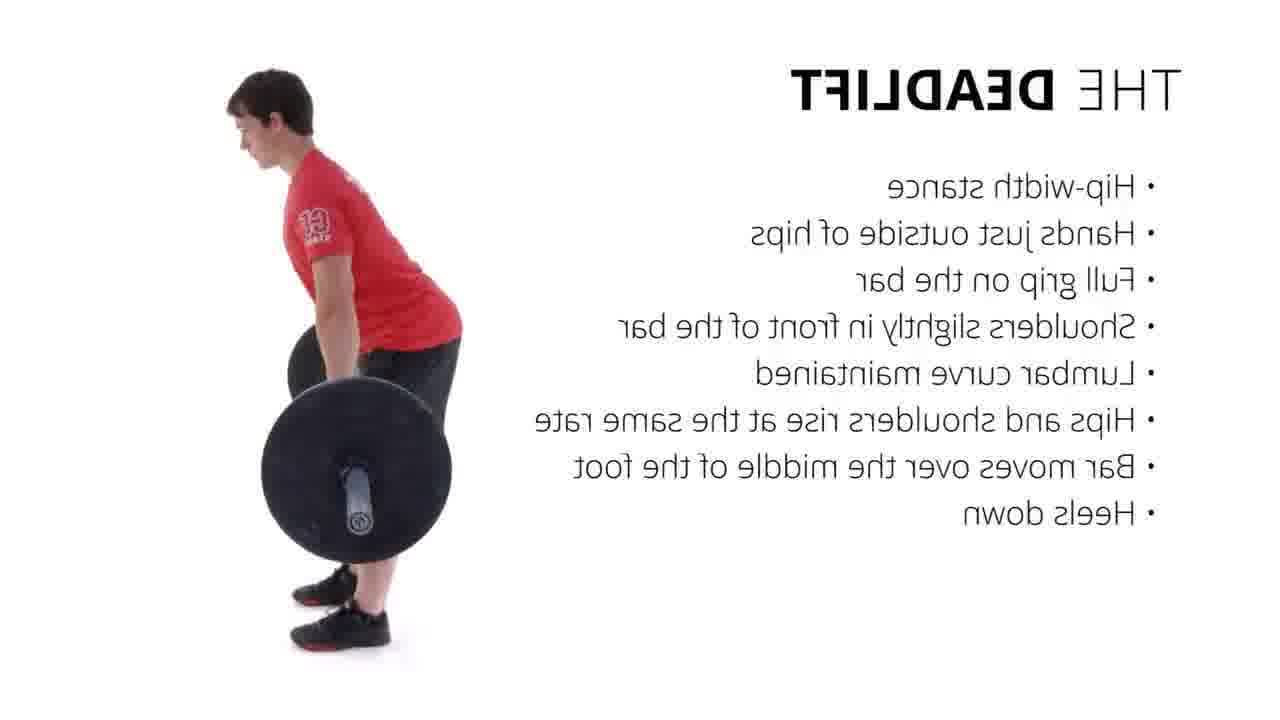 THE DEADLIFT
• Hip-width stance
• Hands just outside of hips
• Full grip on the bar
• Shoulders slightly in front of the bar
• Lumbar curve maintained
• Hips and shoulders rise at the same rate
• Bar moves over the middle of the foot
• Heels down